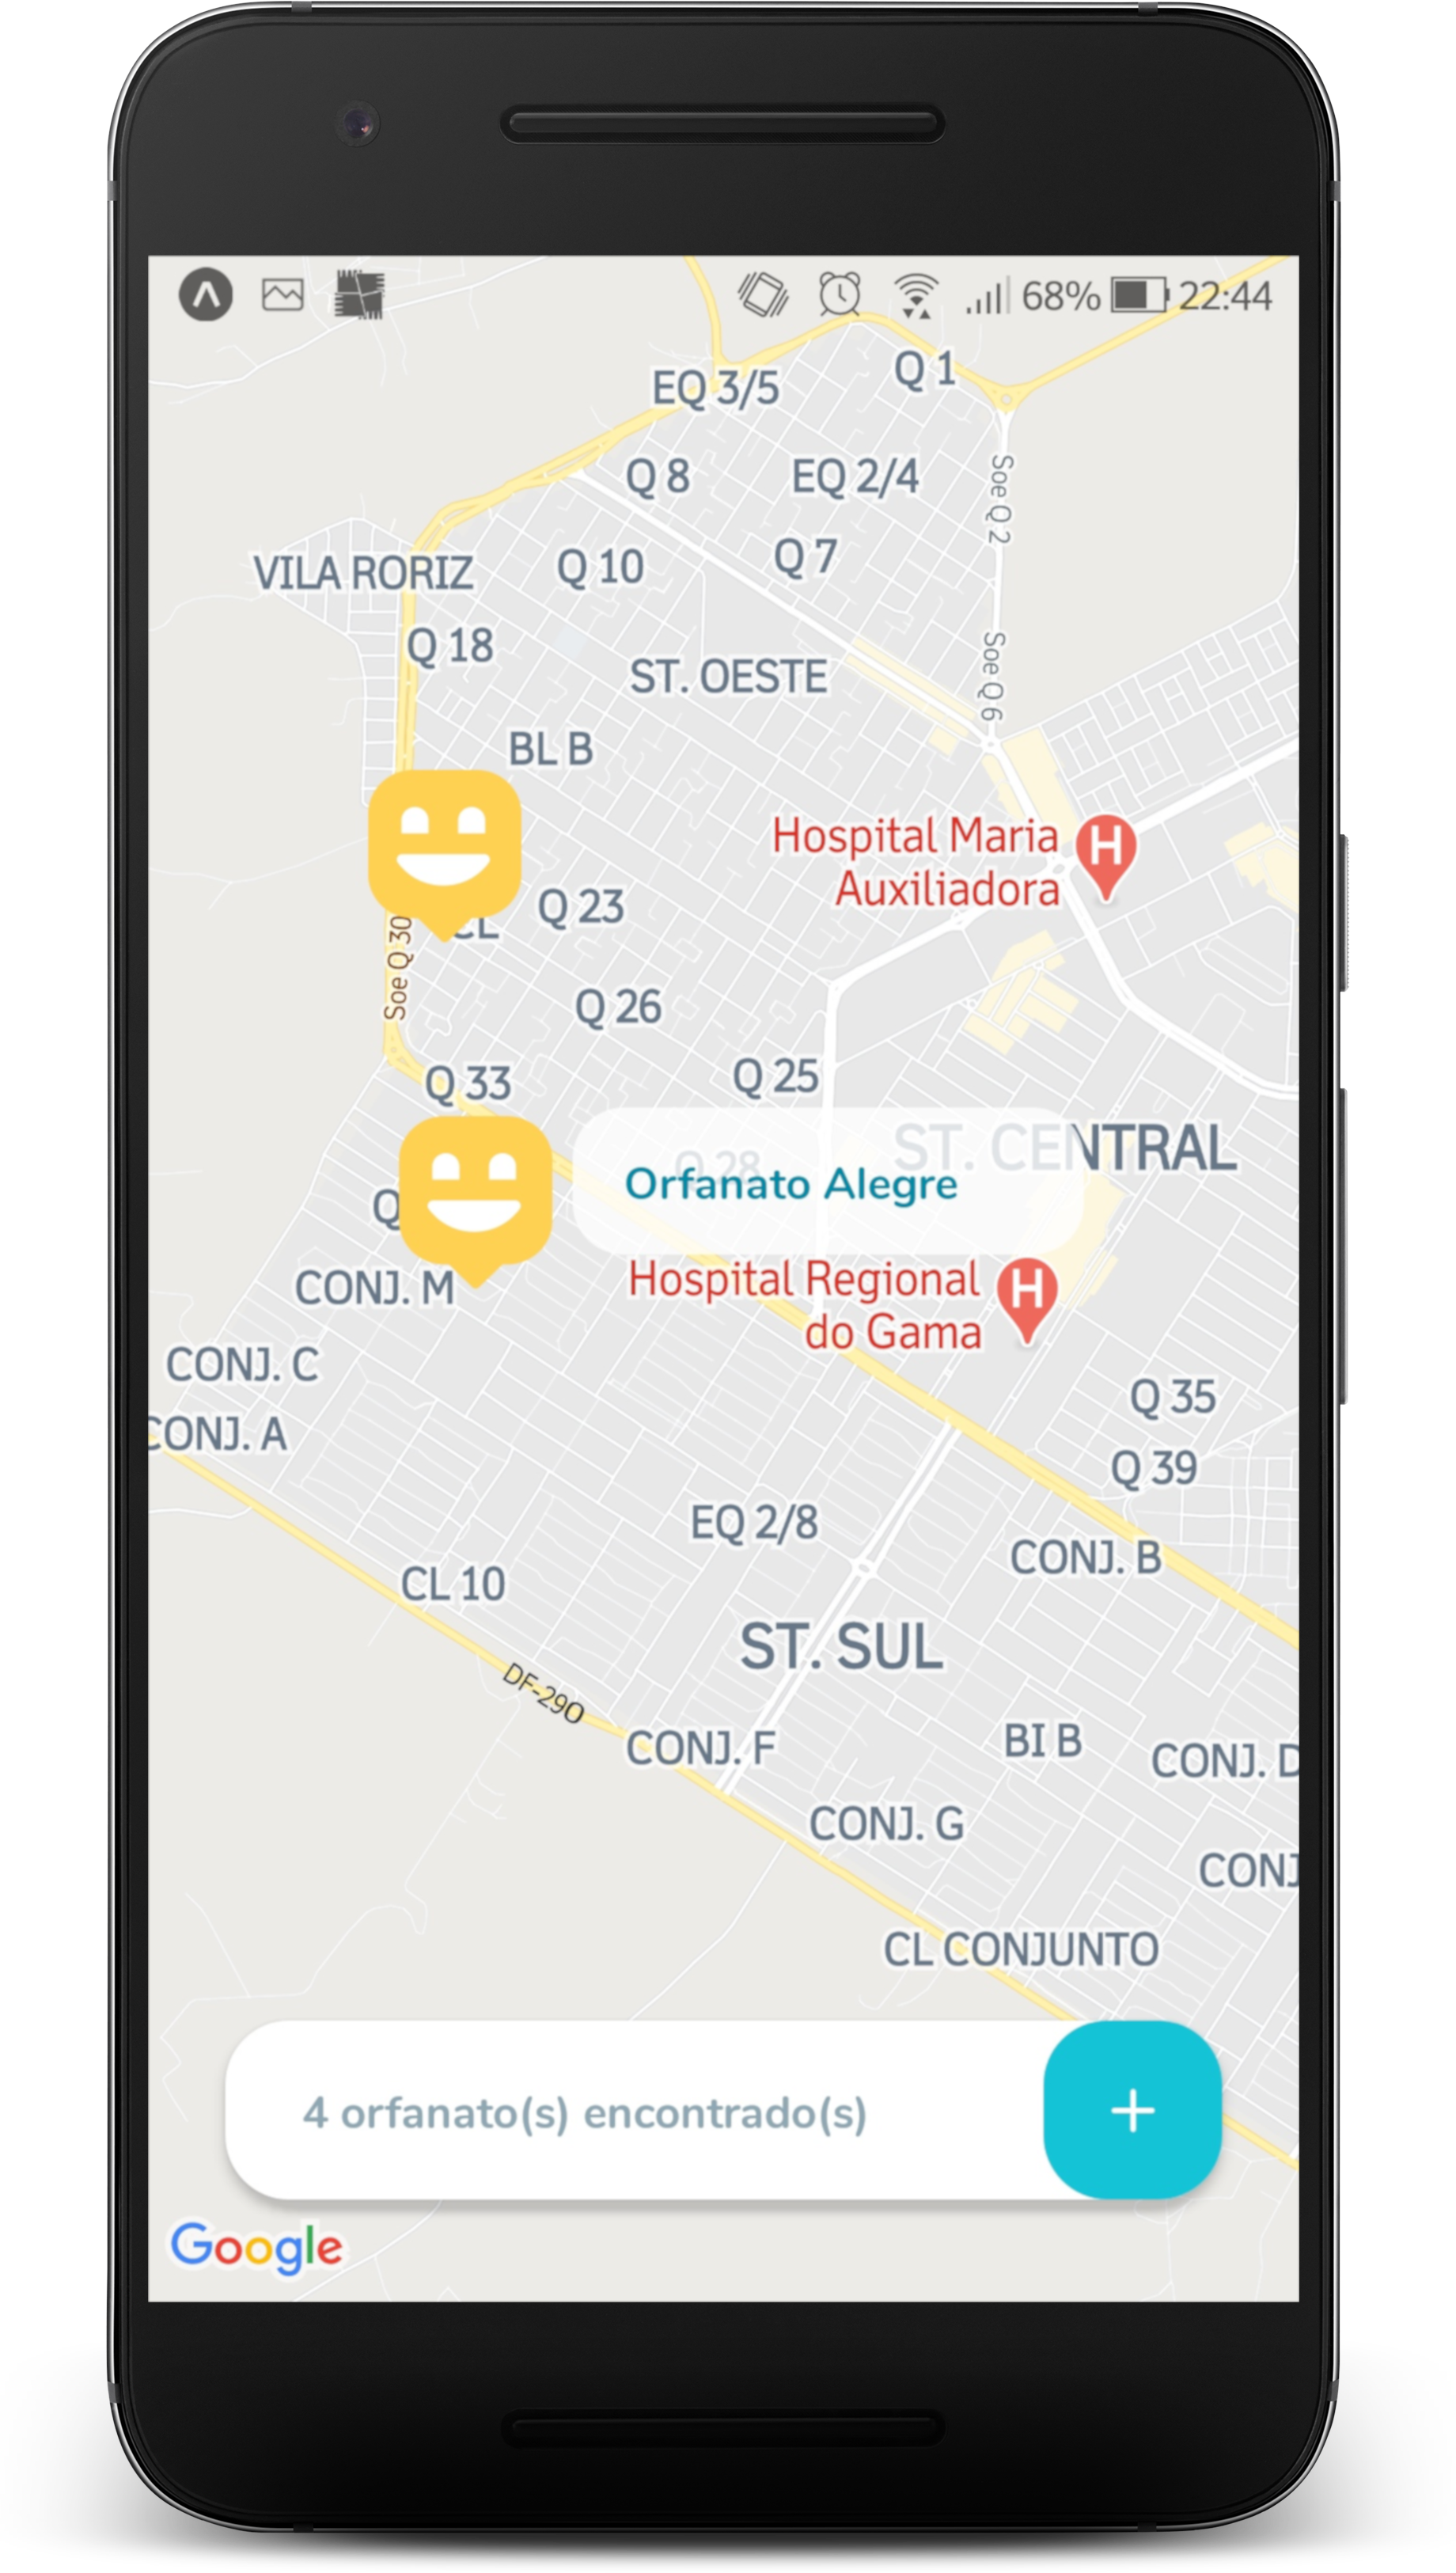 68% 22:44
Q 1
EQ 3/5
Q 8
EQ 2/4
Soe Q 2
Q 7
Q 10
VILA RORIZ
Q 18
ST. OESTE
Soe Q 6
BL B
Hospital Maria
Auxiliadora
Q 23
CL
Soe Q 30
Q 26
Q 25
Q 33
ST. CENTRAL
Q 28
Orfanato Alegre
Q
CONJ. M
Hospital Regional
do Gama
CONJ. C
Q 35
CONJ. A
Q 39
EQ 2/8
CONJ. B
CL 10
ST. SUL
DF-290
CONJ. F
BI B
CONJ. D
CONJ. G
CONJ
CL CONJUNTO
4 orfanato(s) encontrado(s)
+
Google